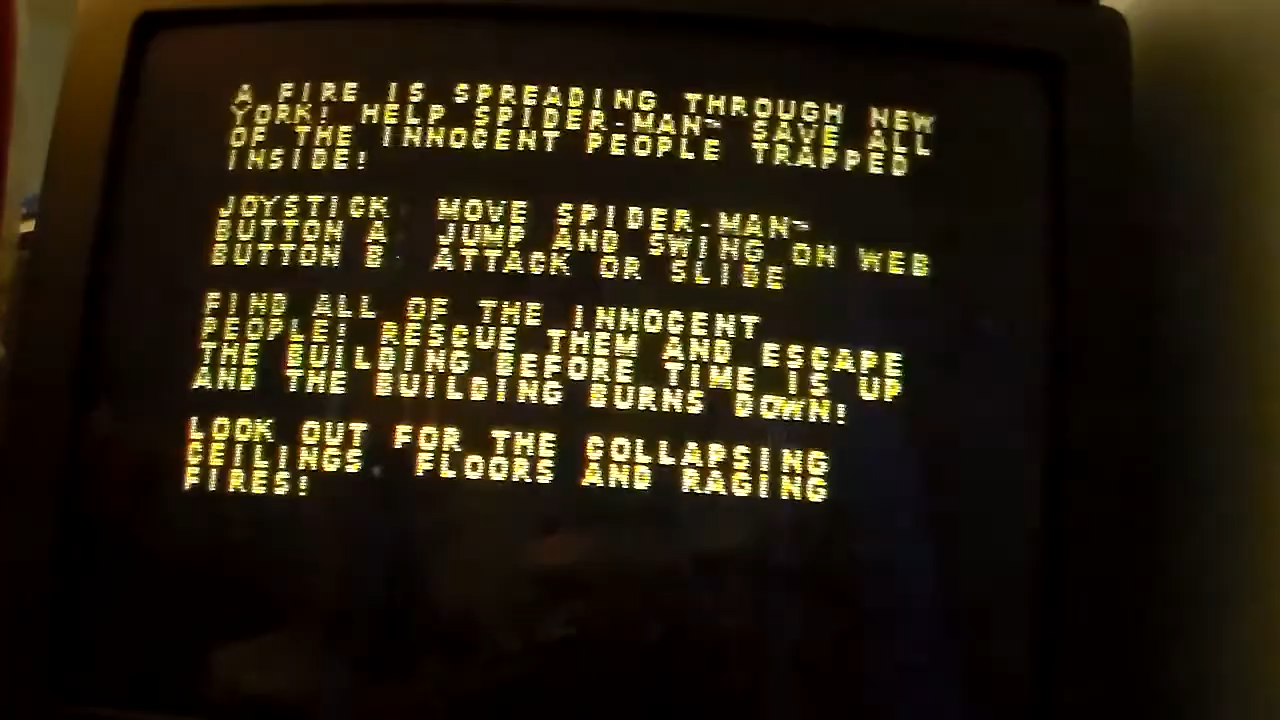 A FIRE IS SPREADING THROUGH NEW
YORK! HELP SPIDER-MAN™ SAVE ALL
OF THE INNOCENT PEOPLE TRAPPED
INSIDE!
JOYSTICK: MOVE SPIDER-MAN™
BUTTON A: JUMP AND SWING ON WEB
BUTTON B: ATTACK OR SLIDE
FIND ALL OF THE INNOCENT
PEOPLE! RESCUE THEM AND ESCAPE
THE BUILDING BEFORE TIME IS UP
AND THE BUILDING BURNS DOWN!
LOOK OUT FOR THE COLLAPSING
CEILINGS, FLOORS AND RAGING
FIRES!